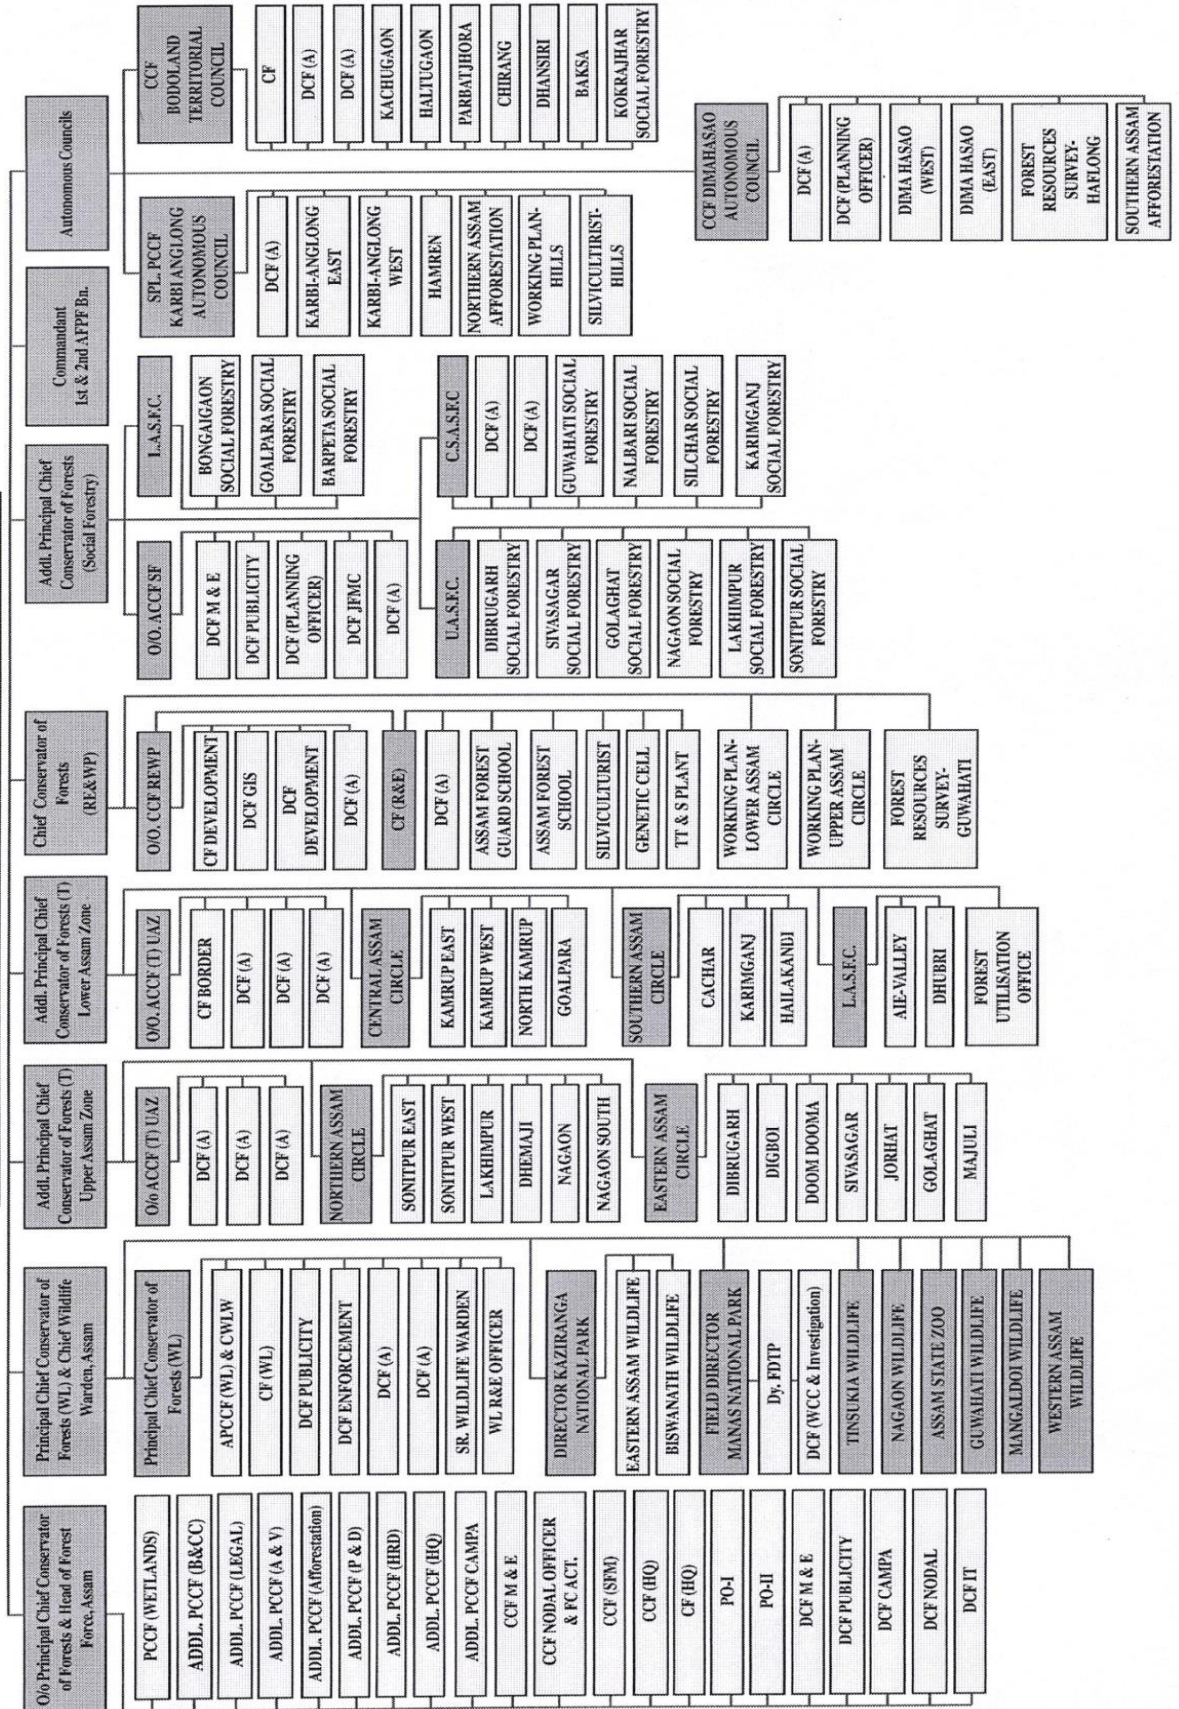 O/o Principal Chief Conservator
of Forests & Head of Forest
Force, Assam
PCCF (WETLANDS)
ADDL. PCCF (B&CC)
ADDL. PCCF (LEGAL)
ADDL. PCCF (A & V)
ADDL. PCCF (Afforestation)
ADDL. PCCF (P & D)
ADDL. PCCF (HRD)
ADDL. PCCF (HQ)
ADDL. PCCF CAMPA
CCF M & E
CCF NODAL OFFICER
& FC ACT.
CCF (SFM)
CCF (HQ)
CF (HQ)
PO-I
PO-II
DCF M & E
DCF PUBLICITY
DCF CAMPA
DCF NODAL
DCF IT
Principal Chief Conservator of
Forests (WL) & Chief Wildlife
Warden, Assam
Principal Chief Conservator of
Forests (WL)
APCCF (WL) & CWLW
CF (WL)
DCF PUBLICITY
DCF ENFORCEMENT
DCF (A)
DCF (A)
SR. WILDLIFE WARDEN
WL R&E OFFICER
DIRECTOR KAZIRANGA
NATIONAL PARK
EASTERN ASSAM WILDLIFE
BISWANATH WILDLIFE
FIELD DIRECTOR
MANAS NATIONAL PARK
Dy, FDTP
DCF (WCC & Investigation)
TINSUKIA WILDLIFE
NAGAON WILDLIFE
ASSAM STATE ZOO
GUWAHATI WILDLIFE
MANGALDOI WILDLIFE
WESTERN ASSAM
WILDLIFE
Addl. Principal Chief
Conservator of Forests (T)
Upper Assam Zone
O/o ACCF (T) UAZ
DCF (A)
DCF (A)
DCF (A)
NORTHERN ASSAM
CIRCLE
SONITPUR EAST
SONITPUR WEST
LAKHIMPUR
DHEMAJI
NAGAON
NAGAON SOUTH
EASTERN ASSAM
CIRCLE
DIBRUGARH
DIGBOI
DOOM DOOMA
SIVASAGAR
JORHAT
GOLAGHAT
MAJULI
Addl. Principal Chief
Conservator of Forests (T)
Lower Assam Zone
O/O. ACCF (T) UAZ
CF BORDER
DCF (A)
DCF (A)
DCF (A)
CENTRAL ASSAM
CIRCLE
KAMRUP EAST
KAMRUP WEST
NORTH KAMRUP
GOALPARA
SOUTHERN ASSAM
CIRCLE
CACHAR
KARIMGANJ
HAILAKANDI
L.A.S.F.C.
AIE-VALLEY
DHUBRI
FOREST
UTILISATION
OFFICE
Chief Conservator of
Forests
(RE&WP)
O/O. CCF REWP
CF DEVELOPMENT
DCF GIS
DCF
DEVELOPMENT
DCF (A)
CF (R&E)
DCF (A)
ASSAM FOREST
GUARD SCHOOL
ASSAM FOREST
SCHOOL
SILVICULTURIST
GENETIC CELL
TT & S PLANT
WORKING PLAN-
LOWER ASSAM
CIRCLE
WORKING PLAN-
UPPER ASSAM
CIRCLE
FOREST
RESOURCES
SURVEY-
GUWAHATI
Addl. Principal Chief
Conservator of Forests
(Social Forestry)
O/O. ACCF SF
DCF M & E
DCF PUBLICITY
DCF (PLANNING
OFFICER)
DCF JFMC
DCF (A)
L.A.S.F.C.
BONGAIGAON
SOCIAL FORESTRY
GOALPARA SOCIAL
FORESTRY
BARPETA SOCIAL
FORESTRY
U.A.S.F.C.
DIBRUGARH
SOCIAL FORESTRY
SIVASAGAR
SOCIAL FORESTRY
GOLAGHAT
SOCIAL FORESTRY
NAGAON SOCIAL
FORESTRY
LAKHIMPUR
SOCIAL FORESTRY
SONITPUR SOCIAL
FORESTRY
C.S.A.S.F.C
DCF (A)
DCF (A)
GUWAHATI SOCIAL
FORESTRY
NALBARI SOCIAL
FORESTRY
SILCHAR SOCIAL
FORESTRY
KARIMGANJ
SOCIAL FORESTRY
Commandant
1st & 2nd AFPF Bn.
Autonomous Councils
SPL. PCCF
KARBI ANGLONG
AUTONOMOUS
COUNCIL
DCF (A)
KARBI-ANGLONG
EAST
KARBI-ANGLONG
WEST
HAMREN
NORTHERN ASSAM
AFFORESTATION
WORKING PLAN-
HILLS
SILVICULTIRIST-
HILLS
CCF
BODOLAND
TERRITORIAL
COUNCIL
CF
DCF (A)
DCF (A)
KACHUGAON
HALTUGAON
PARBATJHORA
CHIRANG
DHANSIRI
BAKSA
KOKRAJHAR
SOCIAL FORESTRY
CCF DIMAHASAO
AUTONOMOUS
COUNCIL
DCF (A)
DCF (PLANNING
OFFICER)
DIMA HASAO
(WEST)
DIMA HASAO
(EAST)
FOREST
RESOURCES
SURVEY-
HAFLONG
SOUTHERN ASSAM
AFFORESTATION